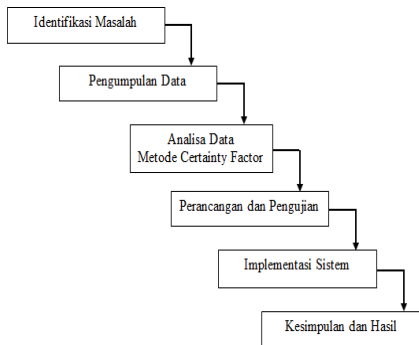 Identifikasi Masalah
Pengumpulan Data
Analisa Data
Metode Certainty Factor
Perancangan dan Pengujian
Implementasi Sistem
Kesimpulan dan Hasil